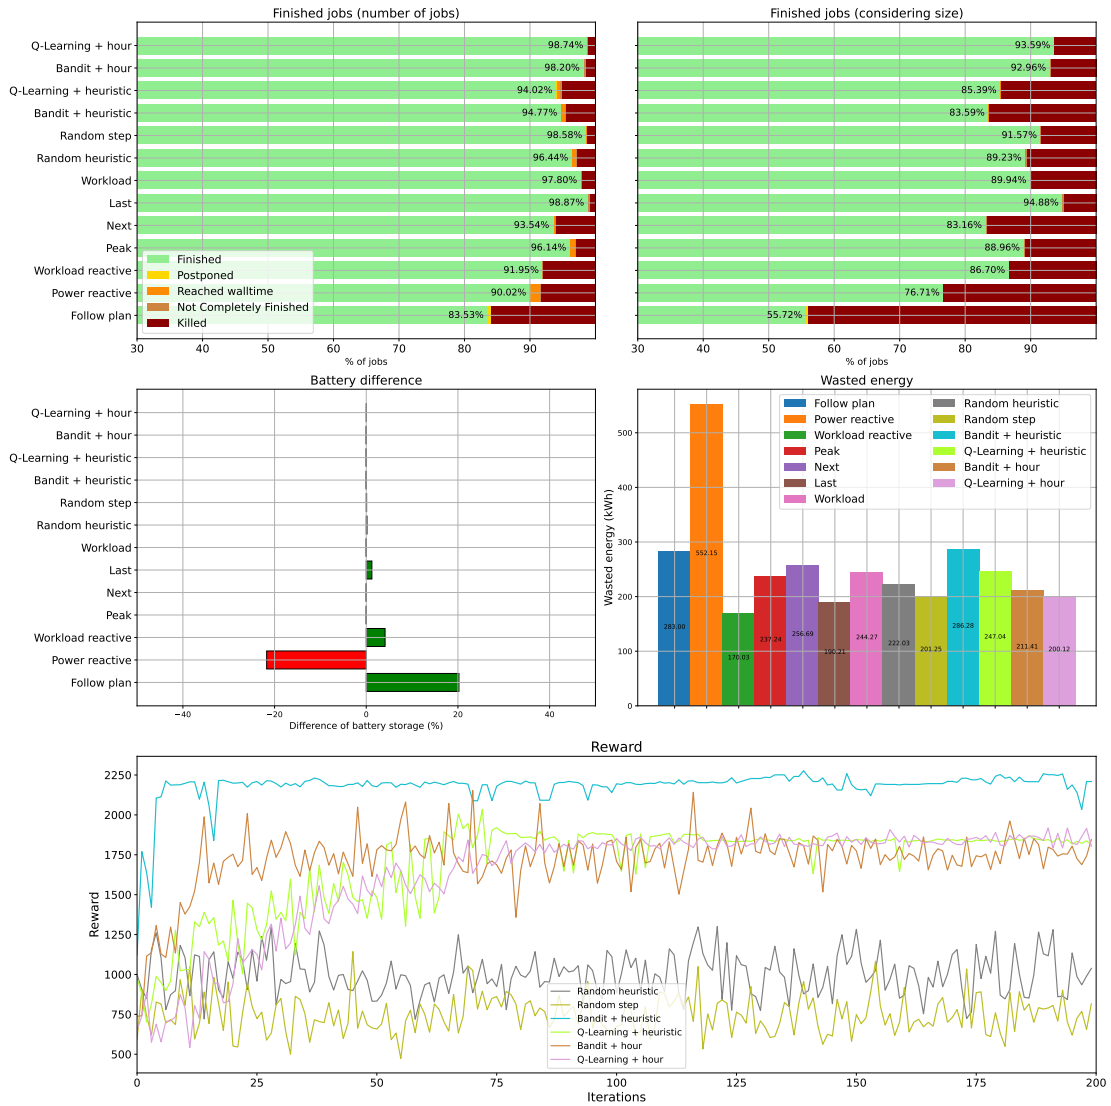 Finished jobs (number of jobs)
Q-Learning + hour
Bandit + hour
Q-Learning + heuristic
Bandit + heuristic
Random step
Random heuristic
Workload
Last
Next
Peak
Workload reactive
Power reactive
Follow plan
98.74%
98.20%
94.02%
94.77%
98.58%
96.44%
97.80%
98.87%
93.54%
96.14%
91.95%
90.02%
83.53%
Finished
Postponed
Reached walltime
Not Completely Finished
Killed
30 40 50 60 70 80 90
% of jobs
Finished jobs (considering size)
93.59%
92.96%
85.39%
83.59%
91.57%
89.23%
89.94%
94.88%
83.16%
88.96%
86.70%
76.71%
55.72%
30 40 50 60 70 80 90
% of jobs
Battery difference
Q-Learning + hour
Bandit + hour
Q-Learning + heuristic
Bandit + heuristic
Random step
Random heuristic
Workload
Last
Next
Peak
Workload reactive
Power reactive
Follow plan
−40 −20 0 20 40
Difference of battery storage (%)
Wasted energy
Wasted energy (kWh)
500
400
300
200
100
0
Follow plan
Power reactive
Workload reactive
Peak
Next
Last
Workload
Random heuristic
Random step
Bandit + heuristic
Q-Learning + heuristic
Bandit + hour
Q-Learning + hour
283.00
552.15
170.03
237.24
256.69
190.21
244.27
222.03
201.25
286.28
247.04
211.41
200.12
Reward
Reward
2250
2000
1750
1500
1250
1000
750
500
Random heuristic
Random step
Bandit + heuristic
Q-Learning + heuristic
Bandit + hour
Q-Learning + hour
0 25 50 75 100 125 150 175 200
Iterations